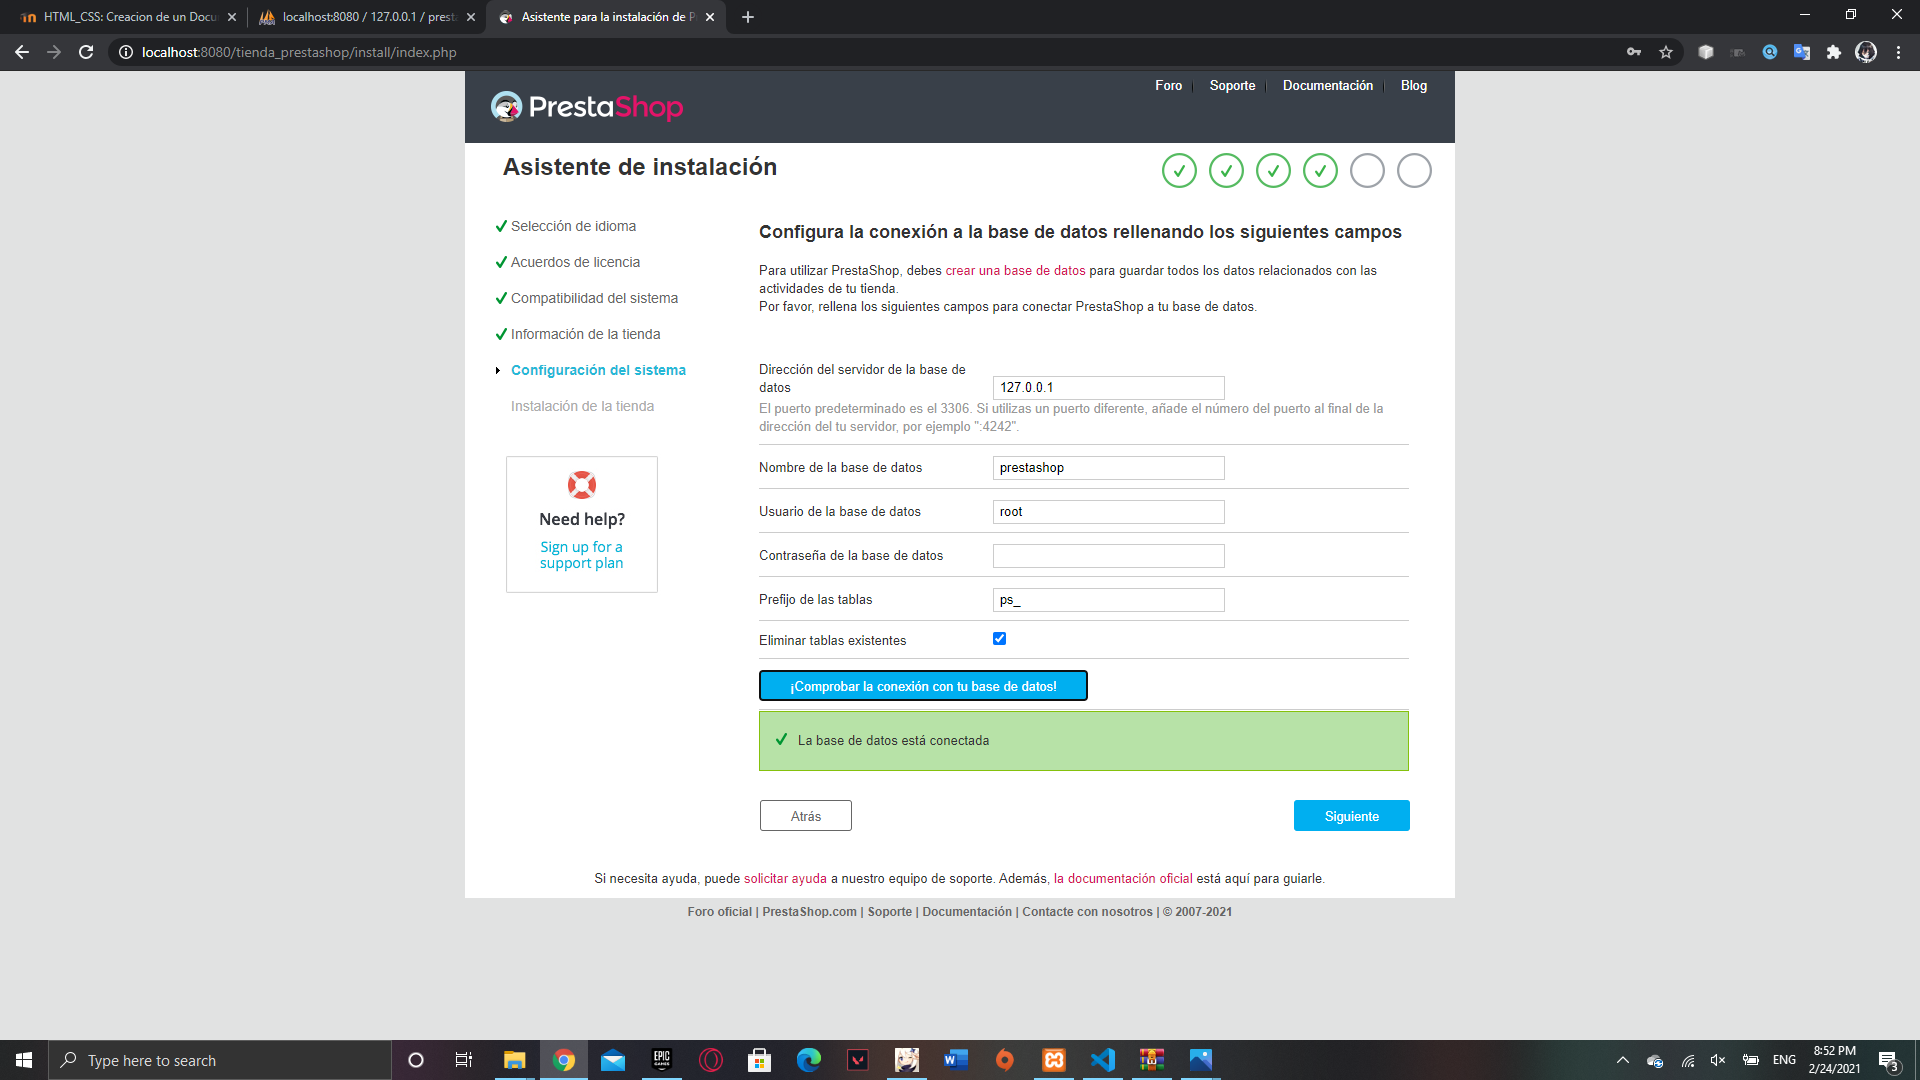 HTML_CSS: Creacion de un Docu
localhost:8080 / 127.0.0.1 / prest
Asistente para la instalación de P
localhost:8080/tienda_prestashop/install/index.php
Foro
Soporte
Documentación
Blog
PrestaShop
Asistente de instalación
Selección de idioma
Acuerdos de licencia
Compatibilidad del sistema
Información de la tienda
Configuración del sistema
Instalación de la tienda
Need help?
Sign up for a
support plan
Configura la conexión a la base de datos rellenando los siguientes campos
Para utilizar PrestaShop, debes crear una base de datos para guardar todos los datos relacionados con las
actividades de tu tienda.
Por favor, rellena los siguientes campos para conectar PrestaShop a tu base de datos.
Dirección del servidor de la base de
datos
127.0.0.1
El puerto predeterminado es el 3306. Si utilizas un puerto diferente, añade el número del puerto al final de la
dirección del tu servidor, por ejemplo ":4242".
Nombre de la base de datos
prestashop
Usuario de la base de datos
root
Contraseña de la base de datos
Prefijo de las tablas
ps_
Eliminar tablas existentes
¡Comprobar la conexión con tu base de datos!
La base de datos está conectada
Atrás
Siguiente
Si necesita ayuda, puede solicitar ayuda a nuestro equipo de soporte. Además, la documentación oficial está aquí para guiarle.
Foro oficial | PrestaShop.com | Soporte | Documentación | Contacte con nosotros | © 2007-2021
Type here to search
EPIC
GAMES
ENG
8:52 PM
2/24/2021
3